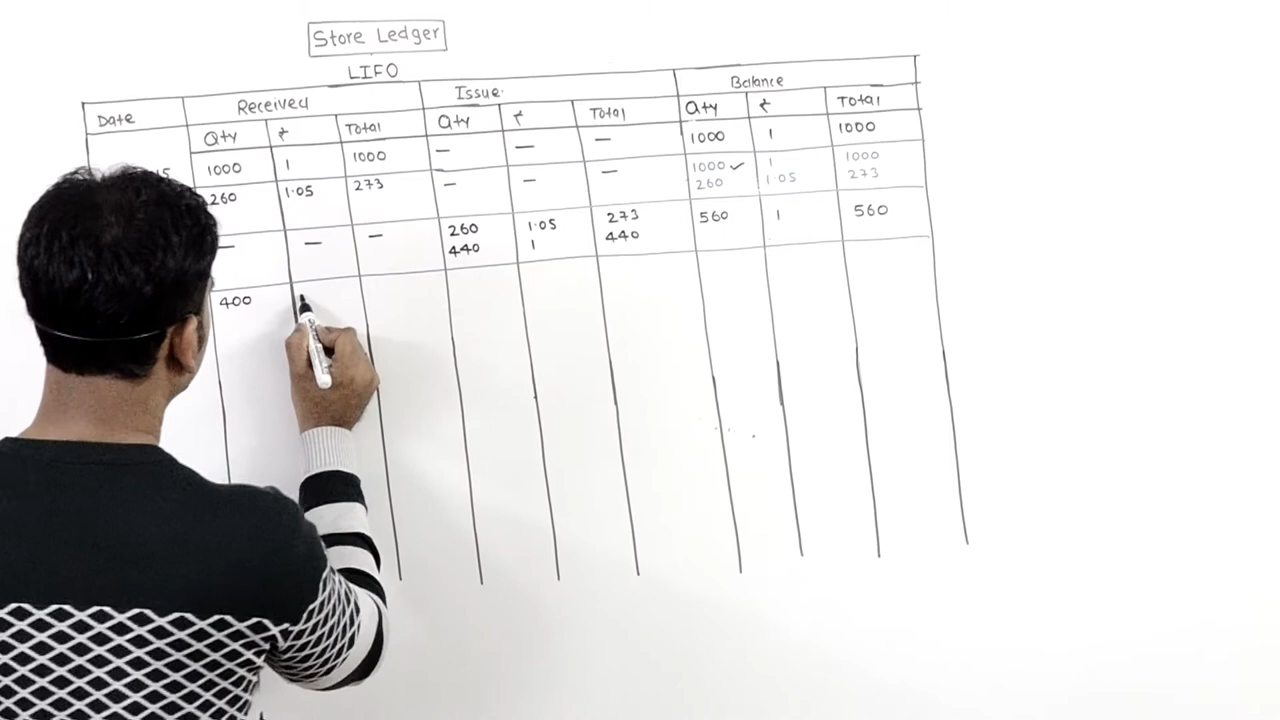 Store Ledger
LIFO
Date Received Issue Balance
Qty ₹ Total Qty ₹ Total Qty ₹ Total
1000 1 1000
1000 1 1000 — — —
1000 ✓ 1 1000
260 1.05 273 — — —
260 1.05 273
— — — 260 1.05 273 560 1 560
440 1 440
400